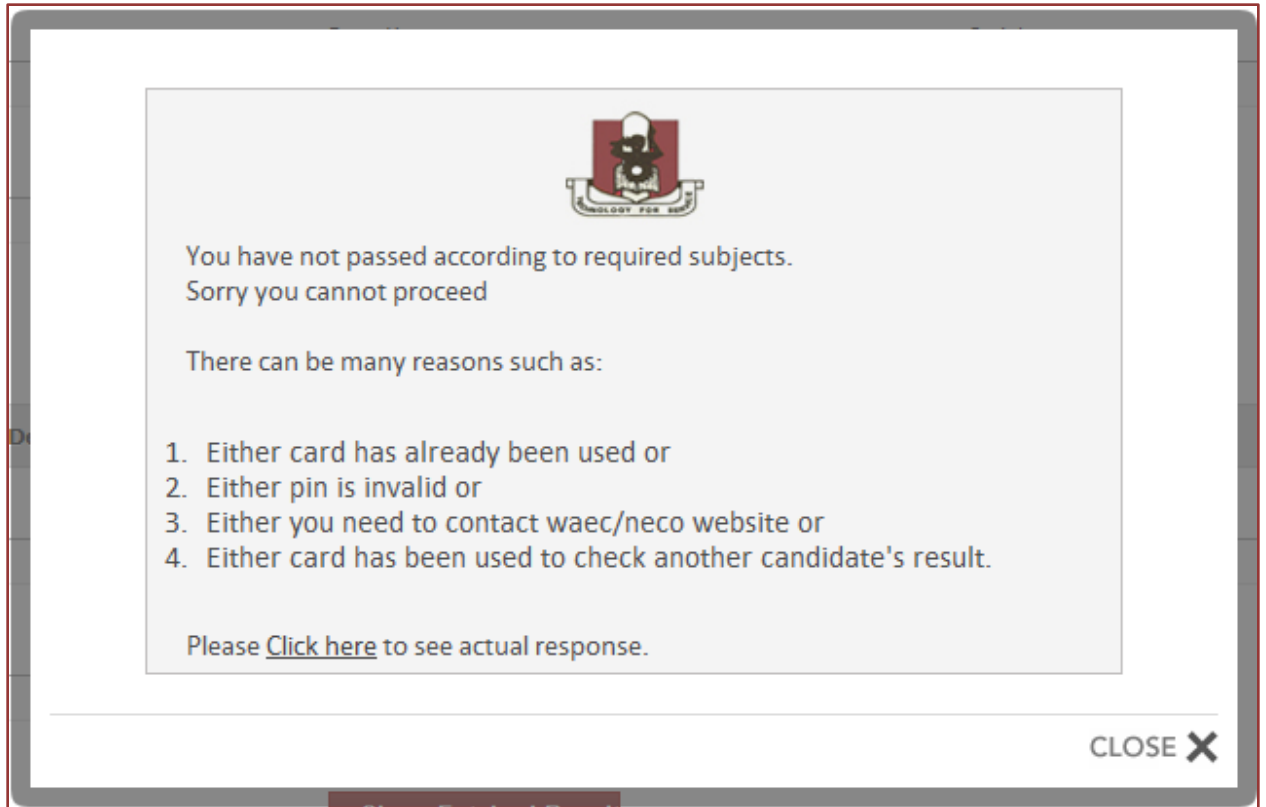 TECHNOLOGY FOR SERVICE
You have not passed according to required subjects.
Sorry you cannot proceed
There can be many reasons such as:
1. Either card has already been used or
2. Either pin is invalid or
3. Either you need to contact waec/neco website or
4. Either card has been used to check another candidate's result.
Please Click here to see actual response.
CLOSE